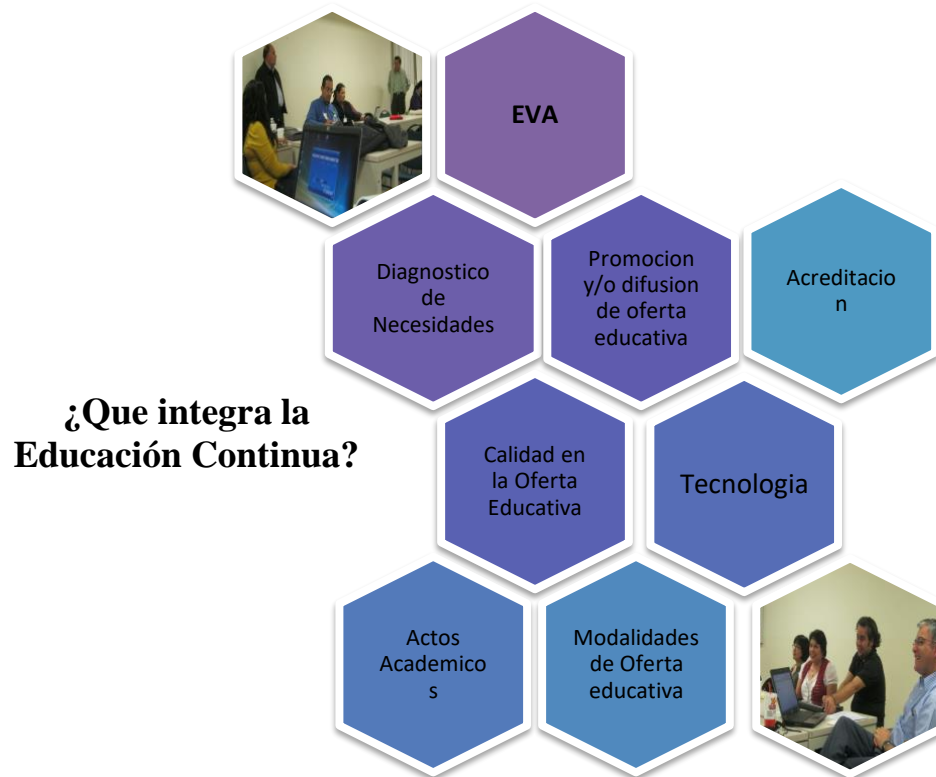 EVA
Diagnostico
de
Necesidades
Promocion
y/o difusion
de oferta
educativa
Acreditacio
n
¿Que integra la
Educación Continua?
Calidad en
la Oferta
Educativa
Tecnologia
Actos
Academico
s
Modalidades
de Oferta
educativa